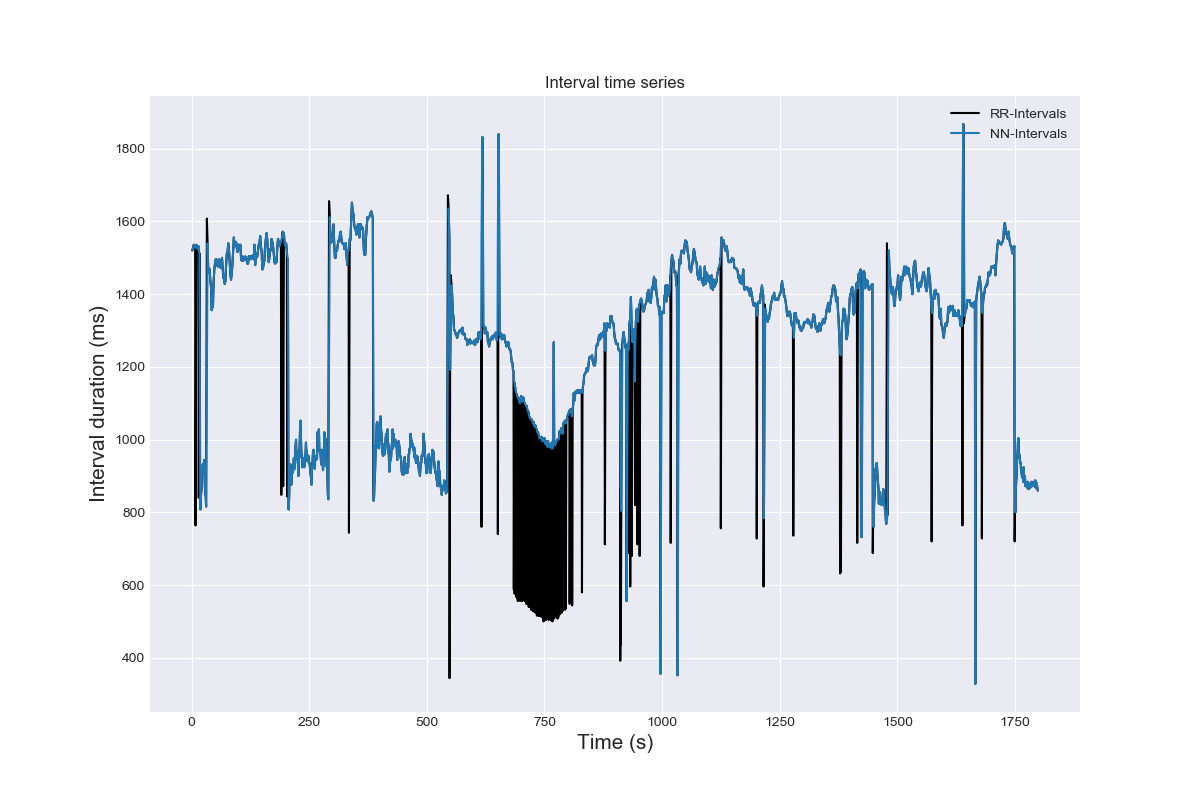 Interval time series
RR-Intervals
NN-Intervals
Interval duration (ms)
1800
1600
1400
1200
1000
800
600
400
0 250 500 750 1000 1250 1500 1750
Time (s)